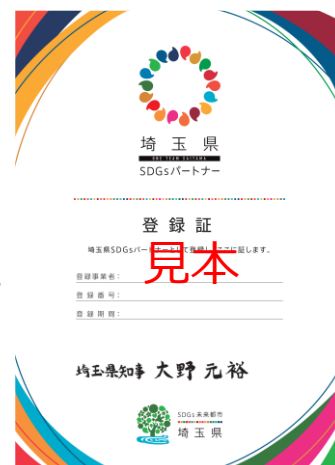 埼玉県
ONE TEAM SAITAMA
SDGsパートナー
登録証
埼玉県SDGsパートナーとして登録しここに証します。
見本
登録事業者：
登録番号：
登録期間：
埼玉県知事 大野元裕
SDGs未来都市
埼玉県